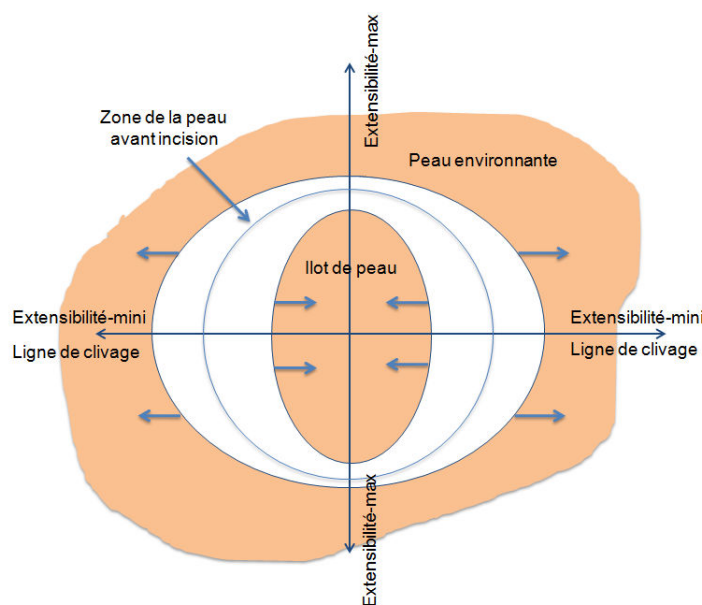 Extensibilité-max
Zone de la peau
avant incision
Peau environnante
Ilot de peau
Extensibilité-mini
Ligne de clivage
Extensibilité-mini
Ligne de clivage
Extensibilité-max